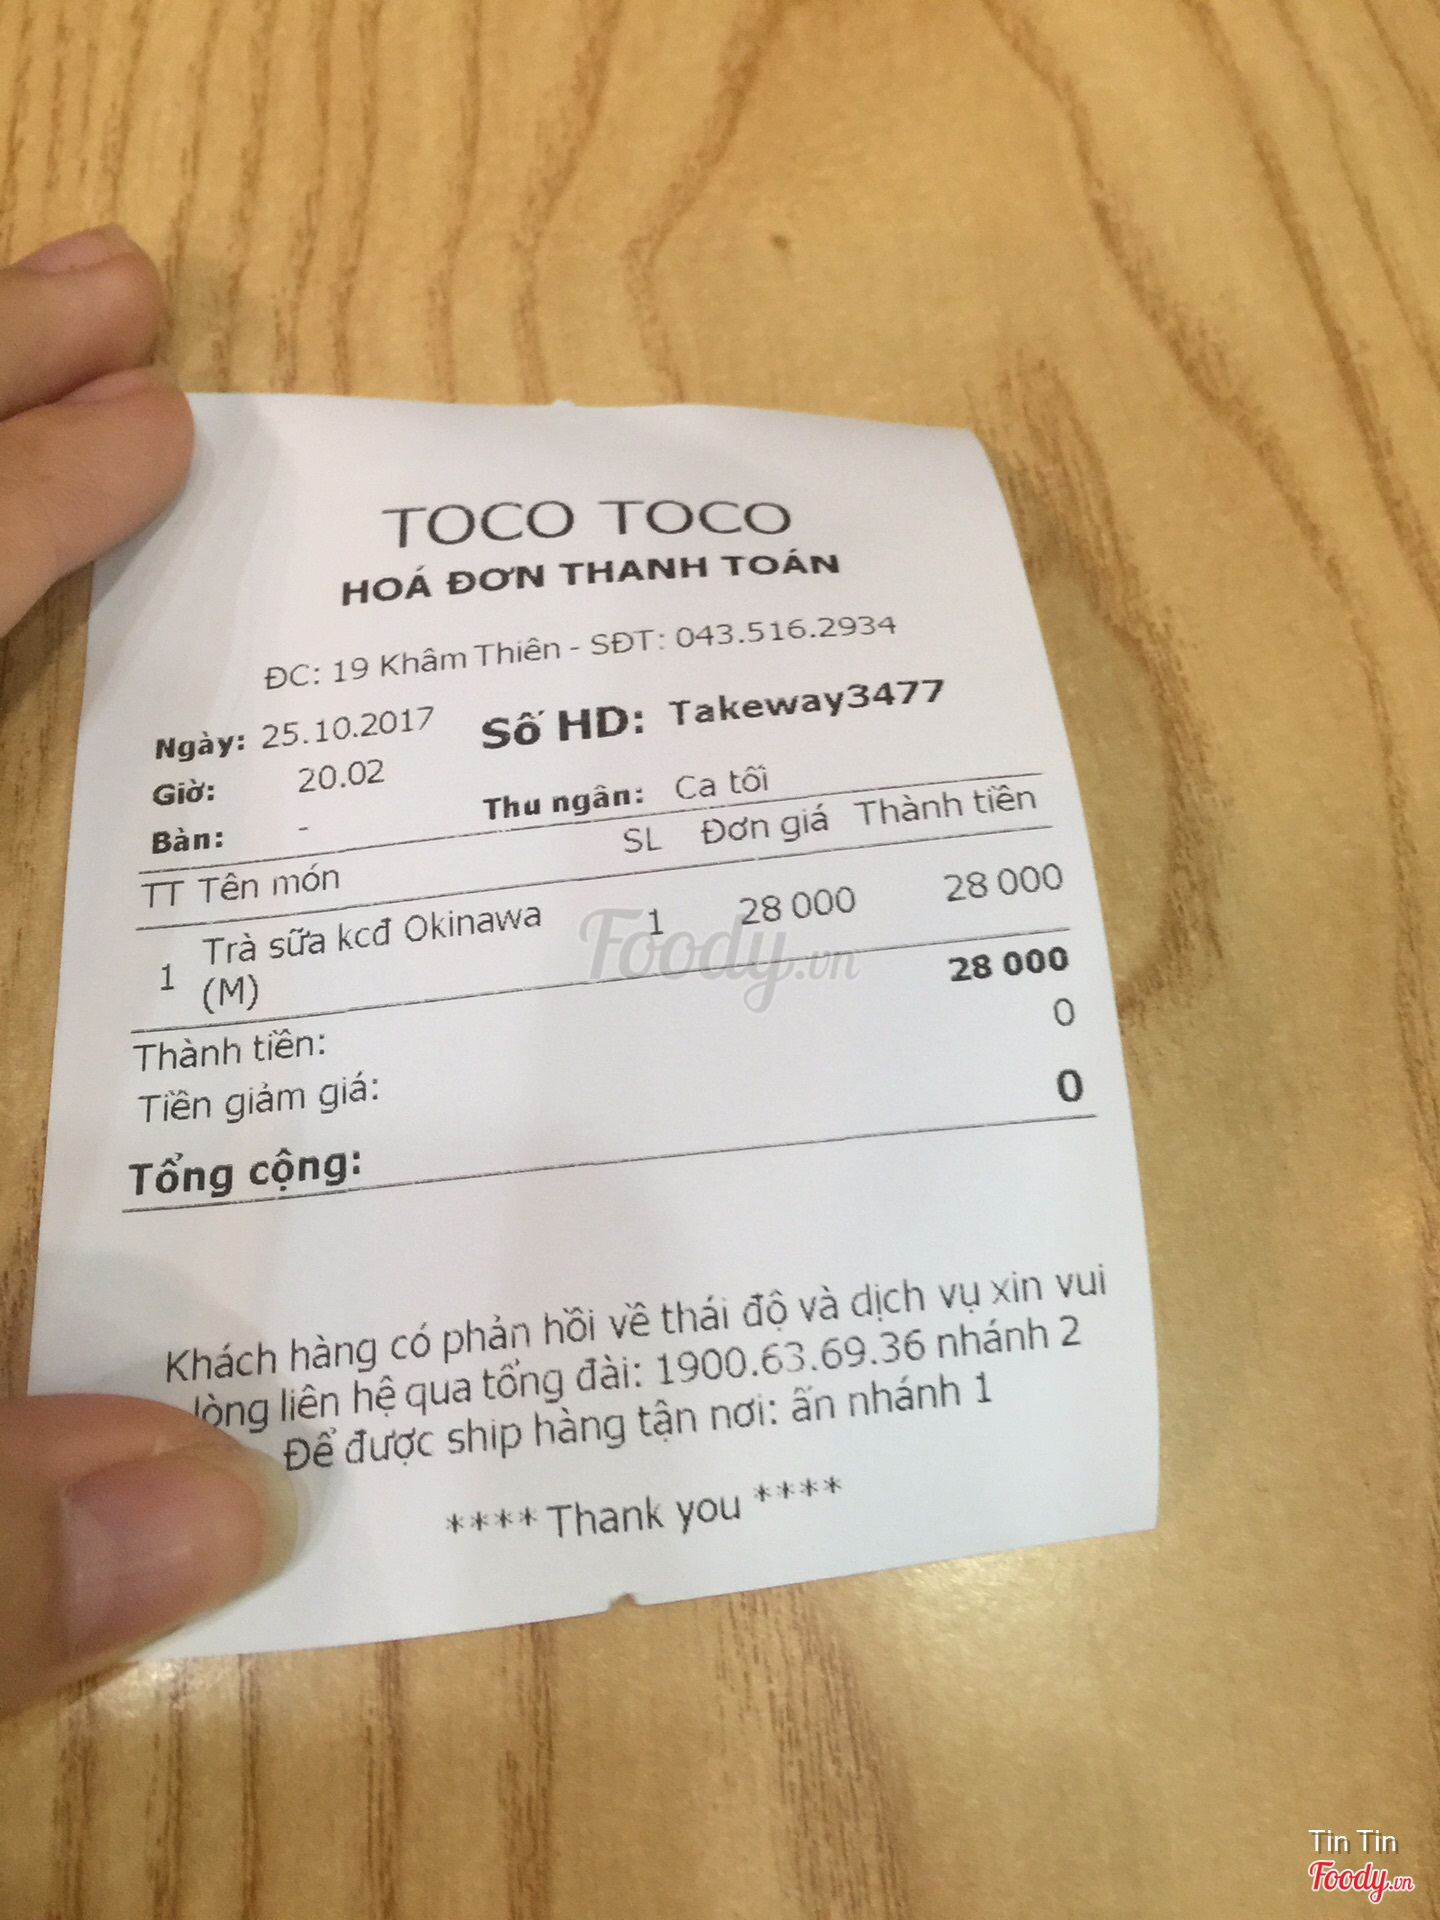 TOCO TOCO
HOÁ ĐƠN THANH TOÁN
ĐC: 19 Khâm Thiên - SĐT: 043.516.2934
Ngày: 25.10.2017 Số HD: Takeway3477
Giờ: 20.02 Thu ngân: Ca tối
Bàn: -
TT Tên món SL Đơn giá Thành tiền
1 Trà sữa kcđ Okinawa 1 28 000 28 000
(M)
Thành tiền: 28 000
Tiền giảm giá: 0
Tổng cộng: 0
Khách hàng có phản hồi về thái độ và dịch vụ xin vui
lòng liên hệ qua tổng đài: 1900.63.69.36 nhánh 2
Để được ship hàng tận nơi: ấn nhánh 1
**** Thank you ****
Foody.vn
Tin Tin
Foody.vn